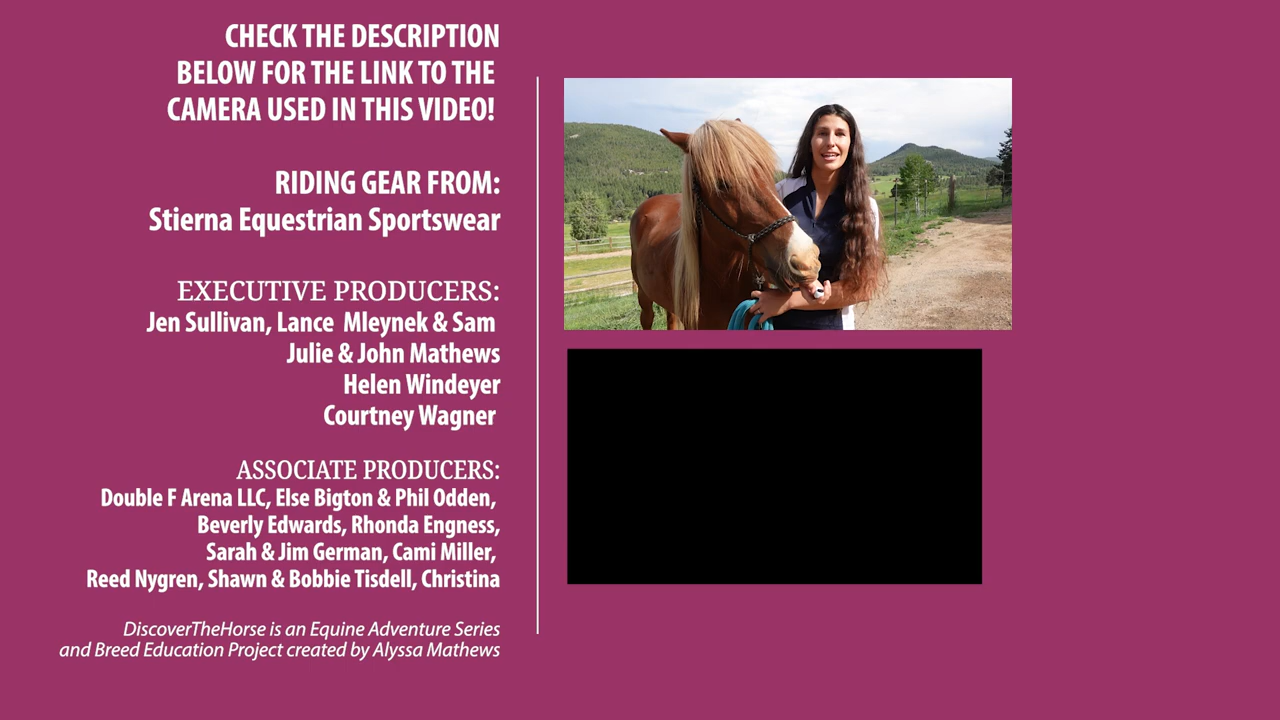 CHECK THE DESCRIPTION
BELOW FOR THE LINK TO THE
CAMERA USED IN THIS VIDEO!
RIDING GEAR FROM:
Stierna Equestrian Sportswear
EXECUTIVE PRODUCERS:
Jen Sullivan, Lance Mleynek & Sam
Julie & John Mathews
Helen Windeyer
Courtney Wagner
ASSOCIATE PRODUCERS:
Double F Arena LLC, Else Bigton & Phil Odden,
Beverly Edwards, Rhonda Engness,
Sarah & Jim German, Cami Miller,
Reed Nygren, Shawn & Bobbie Tisdell, Christina
DiscoverTheHorse is an Equine Adventure Series
and Breed Education Project created by Alyssa Mathews